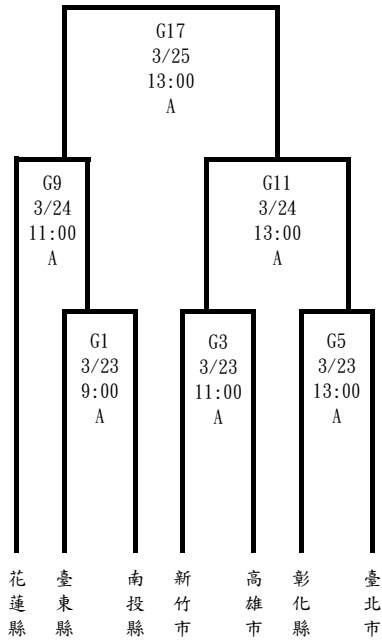 G17
3/25
13:00
A
G9
3/24
11:00
A
G11
3/24
13:00
A
G1
3/23
9:00
A
G3
3/23
11:00
A
G5
3/23
13:00
A
花蓮縣
臺東縣
南投縣
新竹市
高雄市
彰化縣
臺北市